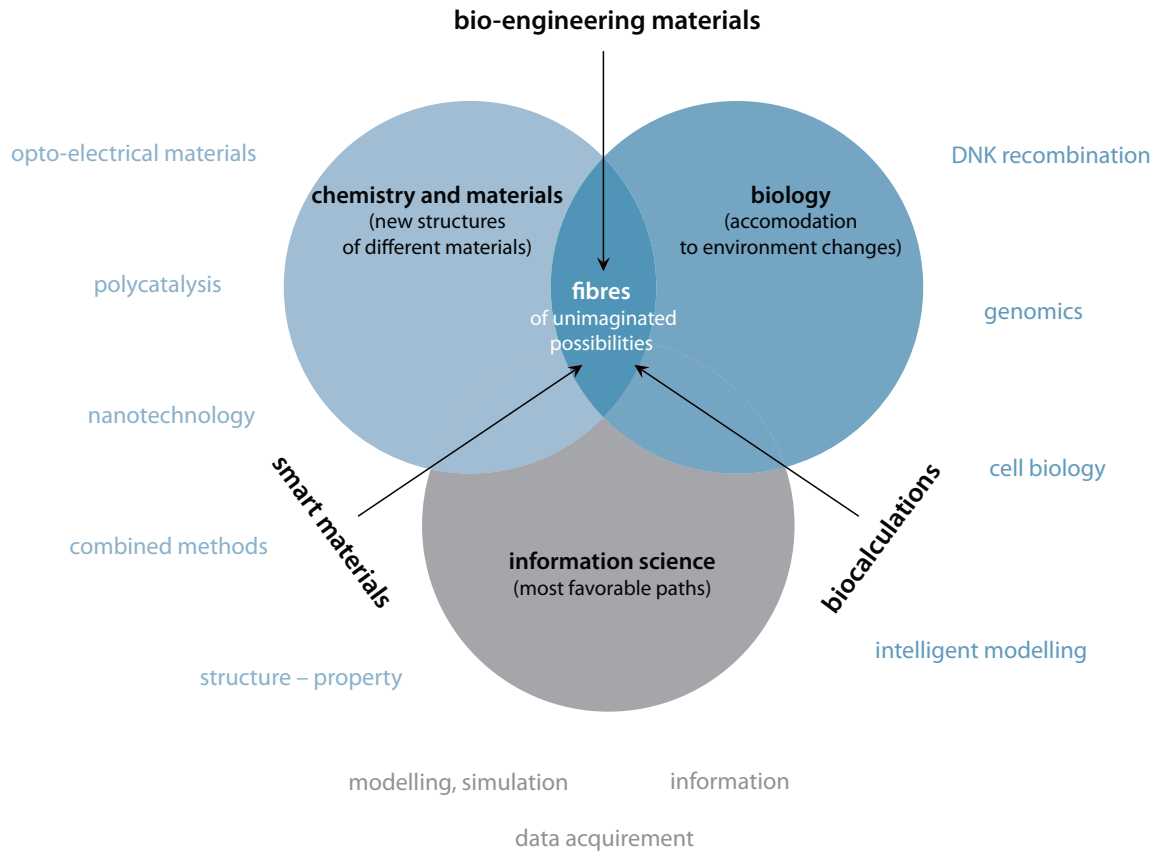 bio-engineering materials
opto-electrical materials
DNK recombination
chemistry and materials
(new structures
of different materials)
biology
(accomodation
to environment changes)
polycatalysis
fibres
of unimaginated
possibilities
genomics
nanotechnology
smart materials
cell biology
biocalculations
combined methods
information science
(most favorable paths)
structure – property
intelligent modelling
modelling, simulation
information
data acquirement